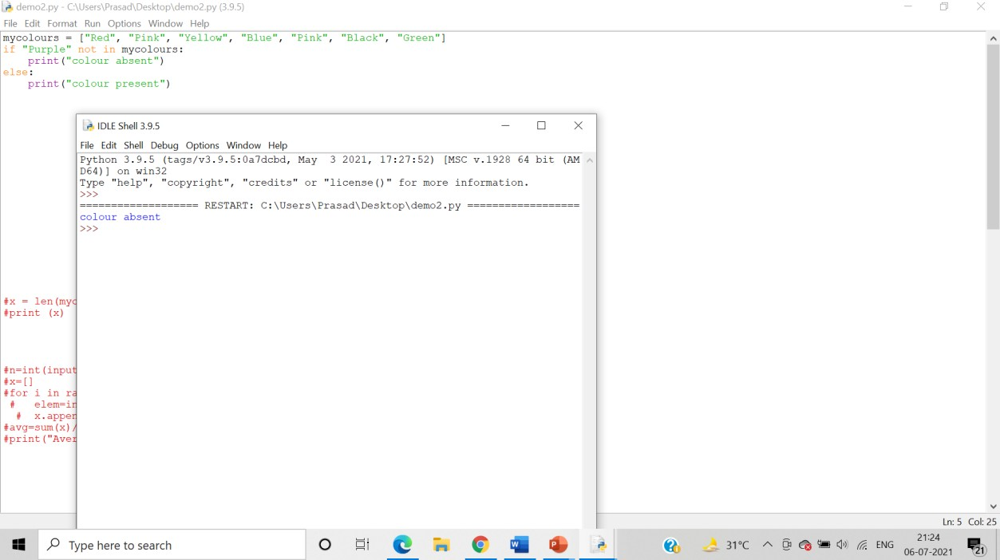 demo2.py - C:\Users\Prasad\Desktop\demo2.py (3.9.5)
File Edit Format Run Options Window Help
mycolours = ["Red", "Pink", "Yellow", "Blue", "Pink", "Black", "Green"]
if "Purple" not in mycolours:
    print("colour absent")
else:
    print("colour present")
IDLE Shell 3.9.5
File Edit Shell Debug Options Window Help
Python 3.9.5 (tags/v3.9.5:0a7dcbd, May  3 2021, 17:27:52) [MSC v.1928 64 bit (AM
D64)] on win32
Type "help", "copyright", "credits" or "license()" for more information.
>>>
=================== RESTART: C:\Users\Prasad\Desktop\demo2.py ==================
colour absent
>>>
#x = len(myc
#print (x)
#n=int(input
#x=[]
#for i in ra
 #   elem=in
  #  x.appen
#avg=sum(x)/
#print("Aver
Ln: 5 Col: 25
Type here to search
31°C
ENG
21:24
06-07-2021
21